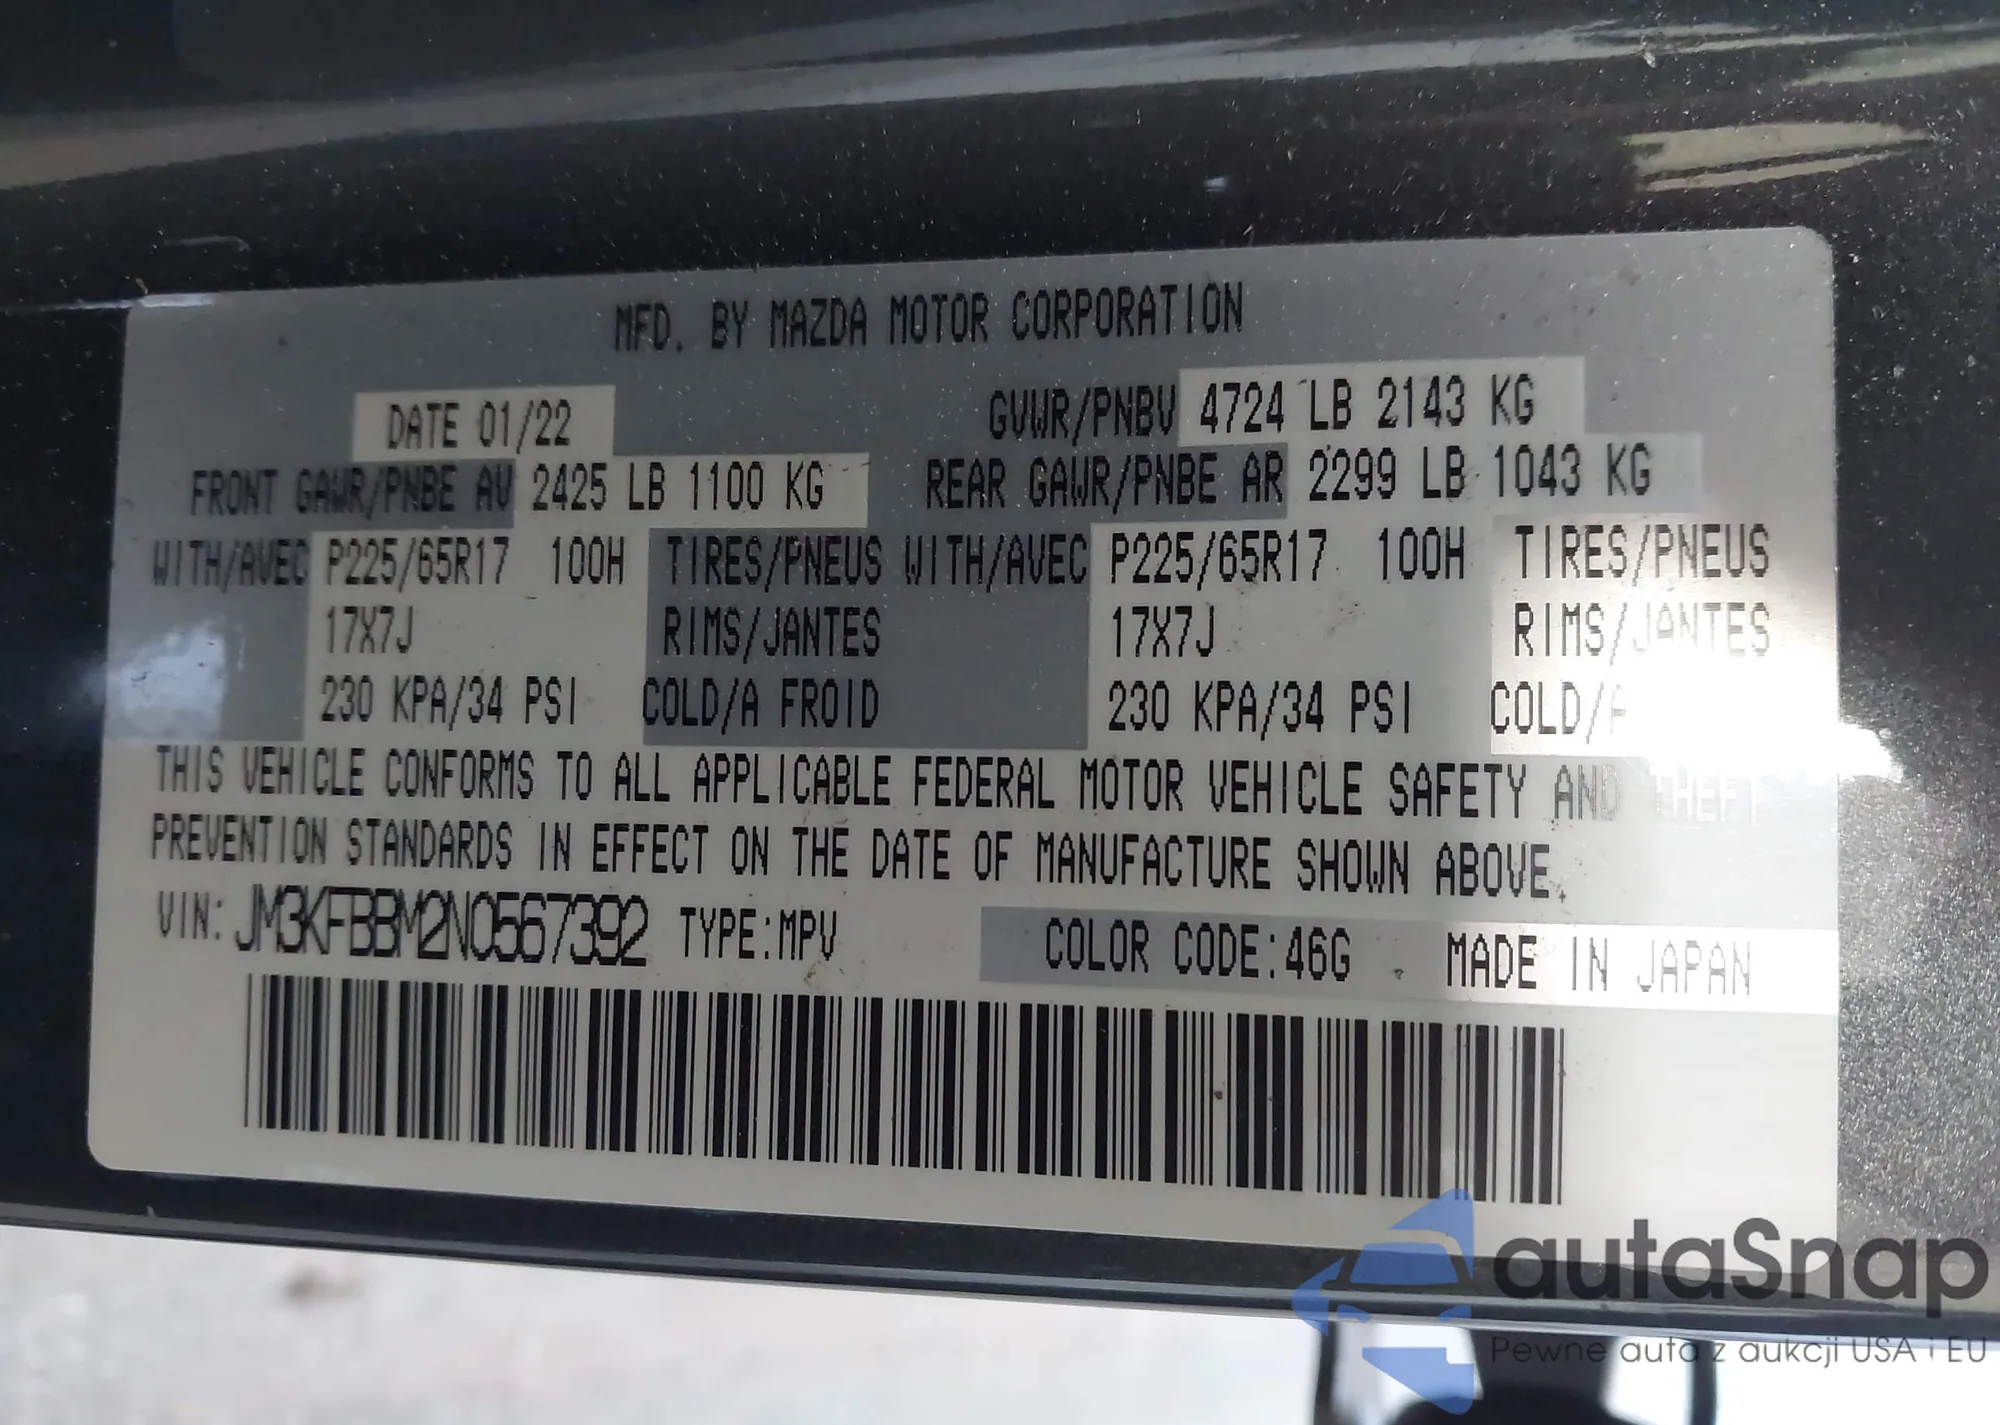 MFD. BY MAZDA MOTOR CORPORATION
DATE 01/22 GVWR/PNBV 4724 LB 2143 KG
FRONT GAWR/PNBE AV 2425 LB 1100 KG REAR GAWR/PNBE AR 2299 LB 1043 KG
WITH/AVEC P225/65R17 100H TIRES/PNEUS WITH/AVEC P225/65R17 100H TIRES/PNEUS
17X7J RIMS/JANTES 17X7J RIMS/JANTES
230 KPA/34 PSI COLD/A FROID 230 KPA/34 PSI COLD/A
THIS VEHICLE CONFORMS TO ALL APPLICABLE FEDERAL MOTOR VEHICLE SAFETY AND THEFT
PREVENTION STANDARDS IN EFFECT ON THE DATE OF MANUFACTURE SHOWN ABOVE.
VIN: JM3KFBBM2N0567392 TYPE:MPV COLOR CODE:46G MADE IN JAPAN
autaSnap
Pewne auta z aukcji USA i EU